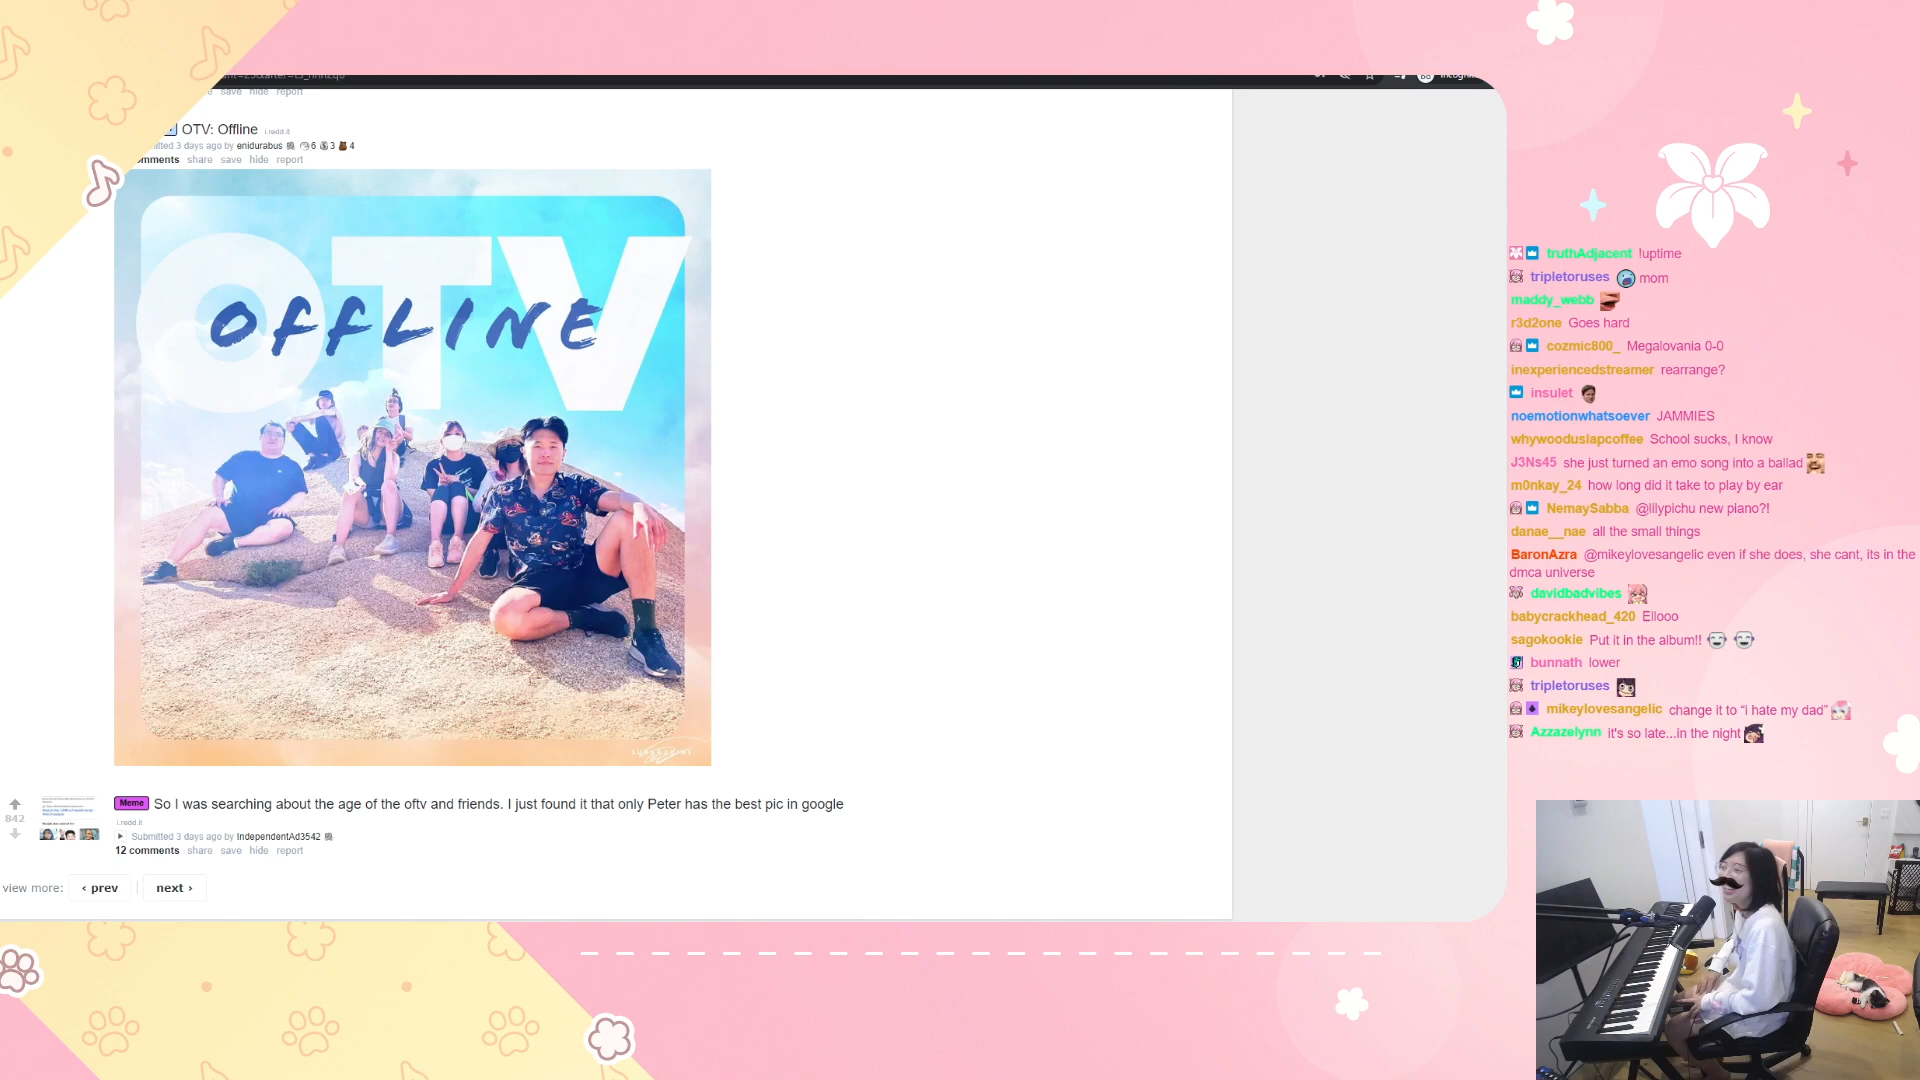 save hide report
OTV: Offline i.redd.it
submitted 3 days ago by enidurabus 6 3 4
comments share save hide report
OTV
OFFLINE
Meme So I was searching about the age of the oftv and friends. I just found it that only Peter has the best pic in google
i.redd.it
842
Submitted 3 days ago by IndependentAd3542
12 comments share save hide report
view more: ‹ prev next ›
truthAdjacent !uptime
tripletoruses mom
maddy_webb
r3d2one Goes hard
cozmic800_ Megalovania 0-0
inexperiencedstreamer rearrange?
insulet
noemotionwhatsoever JAMMIES
whywooduslapcoffee School sucks, I know
J3Ns45 she just turned an emo song into a ballad
m0nkay_24 how long did it take to play by ear
NemaySabba @lilypichu new piano?!
danae__nae all the small things
BaronAzra @mikeylovesangelic even if she does, she cant, its in the
dmca universe
davidbadvibes
babycrackhead_420 Ellooo
sagokookie Put it in the album!!
bunnath lower
tripletoruses
mikeylovesangelic change it to “i hate my dad”
Azzazelynn it's so late...in the night